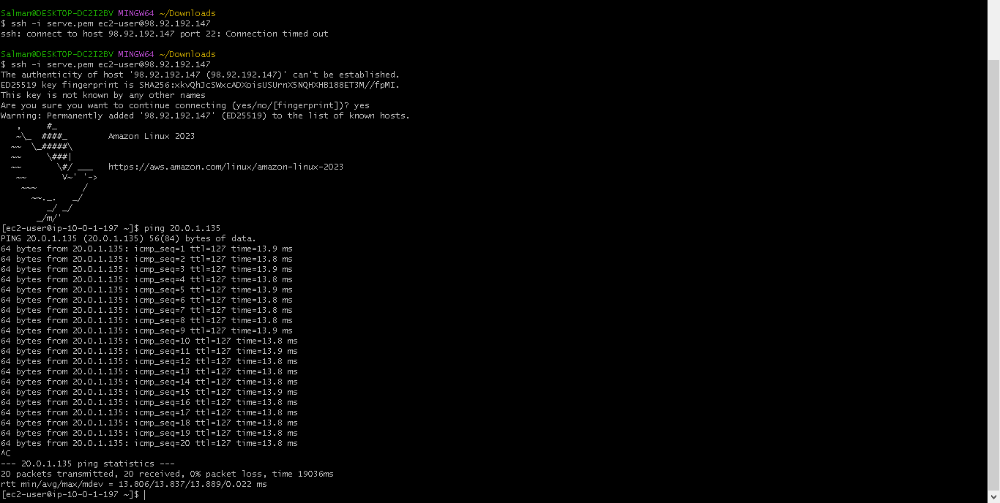 Salman@DESKTOP-DC2I2BV MINGW64 ~/Downloads
$ ssh -i serve.pem ec2-user@98.92.192.147
ssh: connect to host 98.92.192.147 port 22: Connection timed out

Salman@DESKTOP-DC2I2BV MINGW64 ~/Downloads
$ ssh -i serve.pem ec2-user@98.92.192.147
The authenticity of host '98.92.192.147 (98.92.192.147)' can't be established.
ED25519 key fingerprint is SHA256:xkvQhJcSWxcADXoisUSUrnX5NQHXHB188ET3M//fpMI.
This key is not known by any other names
Are you sure you want to continue connecting (yes/no/[fingerprint])? yes
Warning: Permanently added '98.92.192.147' (ED25519) to the list of known hosts.
   ,     #_
   ~\_  ####_        Amazon Linux 2023
  ~~  \_#####\
  ~~     \###|
  ~~       \#/ ___   https://aws.amazon.com/linux/amazon-linux-2023
   ~~       V~' '->
    ~~~         /
      ~~._.   _/
         _/ _/
       _/m/'
[ec2-user@ip-10-0-1-197 ~]$ ping 20.0.1.135
PING 20.0.1.135 (20.0.1.135) 56(84) bytes of data.
64 bytes from 20.0.1.135: icmp_seq=1 ttl=127 time=13.9 ms
64 bytes from 20.0.1.135: icmp_seq=2 ttl=127 time=13.8 ms
64 bytes from 20.0.1.135: icmp_seq=3 ttl=127 time=13.9 ms
64 bytes from 20.0.1.135: icmp_seq=4 ttl=127 time=13.8 ms
64 bytes from 20.0.1.135: icmp_seq=5 ttl=127 time=13.9 ms
64 bytes from 20.0.1.135: icmp_seq=6 ttl=127 time=13.8 ms
64 bytes from 20.0.1.135: icmp_seq=7 ttl=127 time=13.8 ms
64 bytes from 20.0.1.135: icmp_seq=8 ttl=127 time=13.8 ms
64 bytes from 20.0.1.135: icmp_seq=9 ttl=127 time=13.9 ms
64 bytes from 20.0.1.135: icmp_seq=10 ttl=127 time=13.8 ms
64 bytes from 20.0.1.135: icmp_seq=11 ttl=127 time=13.9 ms
64 bytes from 20.0.1.135: icmp_seq=12 ttl=127 time=13.8 ms
64 bytes from 20.0.1.135: icmp_seq=13 ttl=127 time=13.8 ms
64 bytes from 20.0.1.135: icmp_seq=14 ttl=127 time=13.8 ms
64 bytes from 20.0.1.135: icmp_seq=15 ttl=127 time=13.9 ms
64 bytes from 20.0.1.135: icmp_seq=16 ttl=127 time=13.8 ms
64 bytes from 20.0.1.135: icmp_seq=17 ttl=127 time=13.8 ms
64 bytes from 20.0.1.135: icmp_seq=18 ttl=127 time=13.8 ms
64 bytes from 20.0.1.135: icmp_seq=19 ttl=127 time=13.8 ms
64 bytes from 20.0.1.135: icmp_seq=20 ttl=127 time=13.8 ms
^C
--- 20.0.1.135 ping statistics ---
20 packets transmitted, 20 received, 0% packet loss, time 19036ms
rtt min/avg/max/mdev = 13.806/13.837/13.889/0.022 ms
[ec2-user@ip-10-0-1-197 ~]$